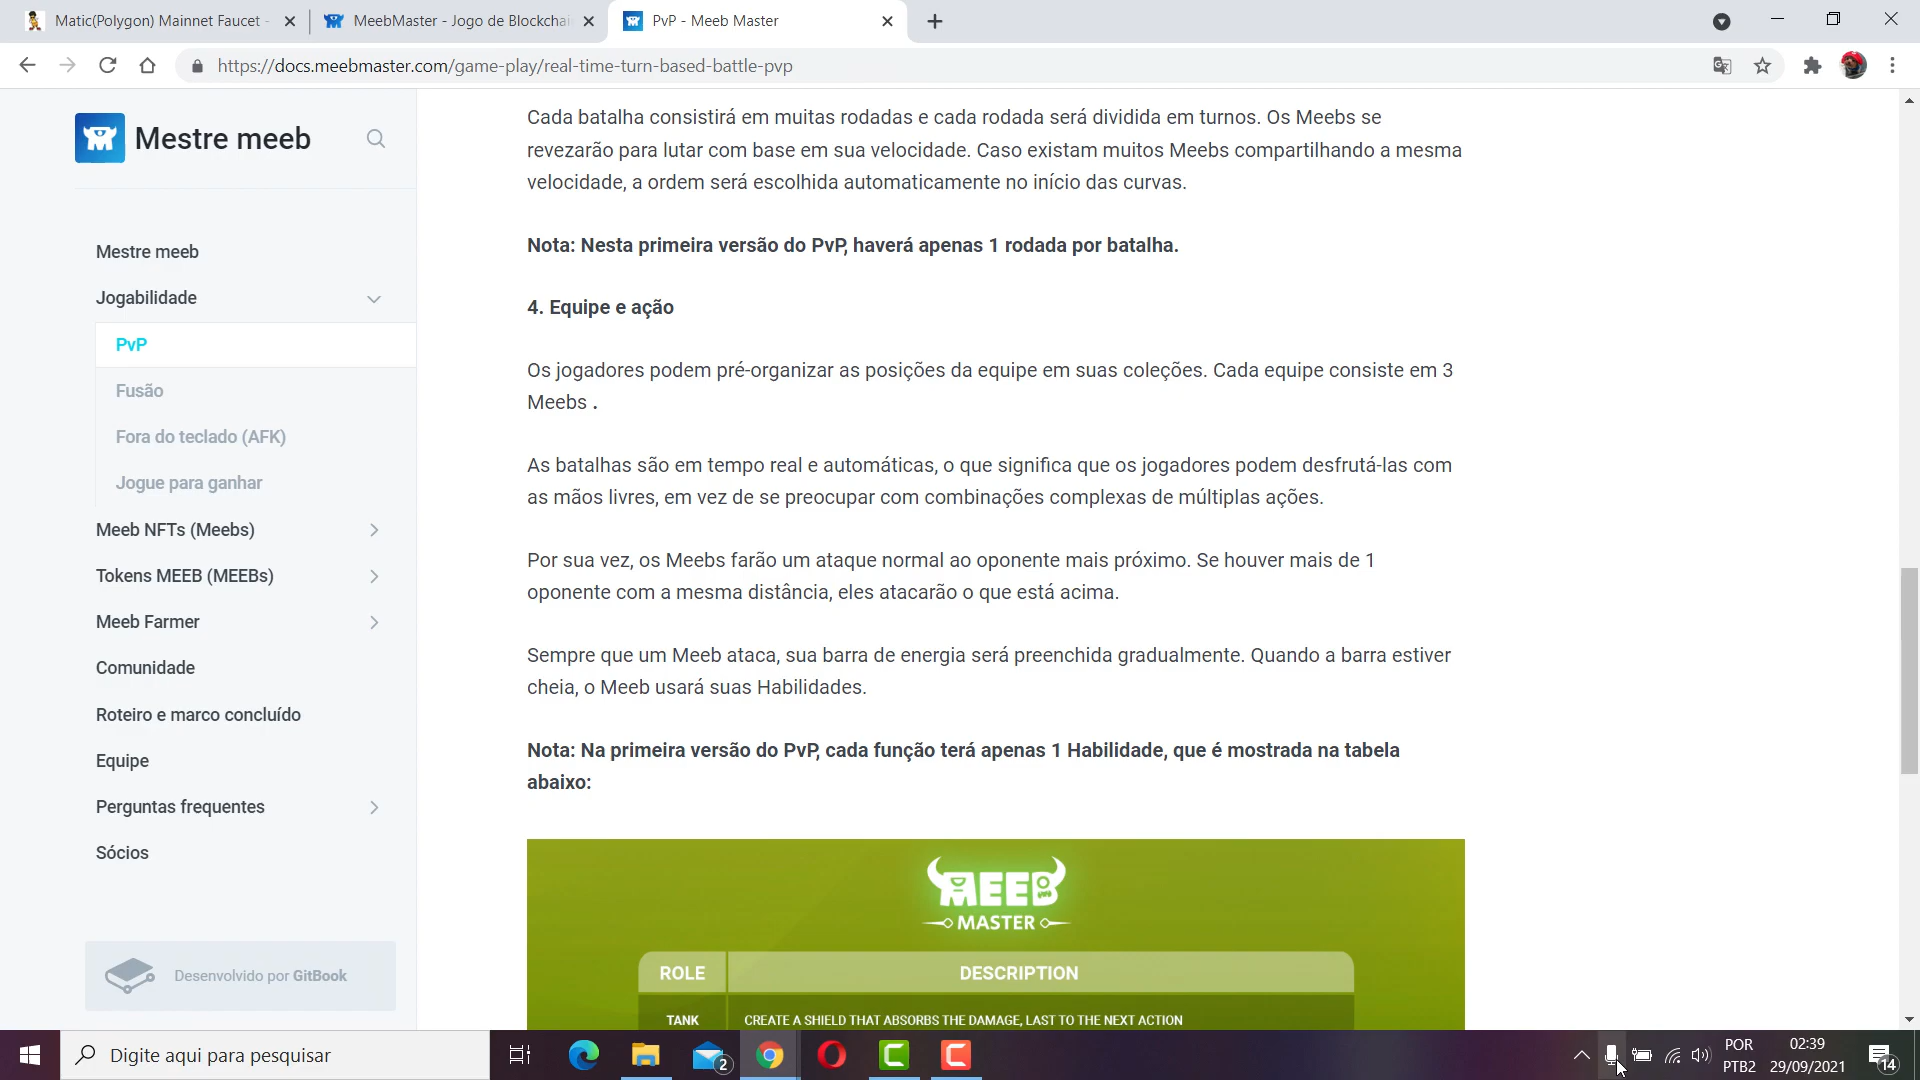 Matic(Polygon) Mainnet Faucet -
MeebMaster - Jogo de Blockchain
PvP - Meeb Master
https://docs.meebmaster.com/game-play/real-time-turn-based-battle-pvp
Mestre meeb
Mestre meeb
Jogabilidade
PvP
Fusão
Fora do teclado (AFK)
Jogue para ganhar
Meeb NFTs (Meebs)
Tokens MEEB (MEEBs)
Meeb Farmer
Comunidade
Roteiro e marco concluído
Equipe
Perguntas frequentes
Sócios
Desenvolvido por GitBook
Cada batalha consistirá em muitas rodadas e cada rodada será dividida em turnos. Os Meebs se
revezarão para lutar com base em sua velocidade. Caso existam muitos Meebs compartilhando a mesma
velocidade, a ordem será escolhida automaticamente no início das curvas.
Nota: Nesta primeira versão do PvP, haverá apenas 1 rodada por batalha.
4. Equipe e ação
Os jogadores podem pré-organizar as posições da equipe em suas coleções. Cada equipe consiste em 3
Meebs .
As batalhas são em tempo real e automáticas, o que significa que os jogadores podem desfrutá-las com
as mãos livres, em vez de se preocupar com combinações complexas de múltiplas ações.
Por sua vez, os Meebs farão um ataque normal ao oponente mais próximo. Se houver mais de 1
oponente com a mesma distância, eles atacarão o que está acima.
Sempre que um Meeb ataca, sua barra de energia será preenchida gradualmente. Quando a barra estiver
cheia, o Meeb usará suas Habilidades.
Nota: Na primeira versão do PvP, cada função terá apenas 1 Habilidade, que é mostrada na tabela
abaixo:
MEEB
MASTER
ROLE DESCRIPTION
TANK CREATE A SHIELD THAT ABSORBS THE DAMAGE, LAST TO THE NEXT ACTION
Digite aqui para pesquisar
2
POR
PTB2
02:39
29/09/2021
14